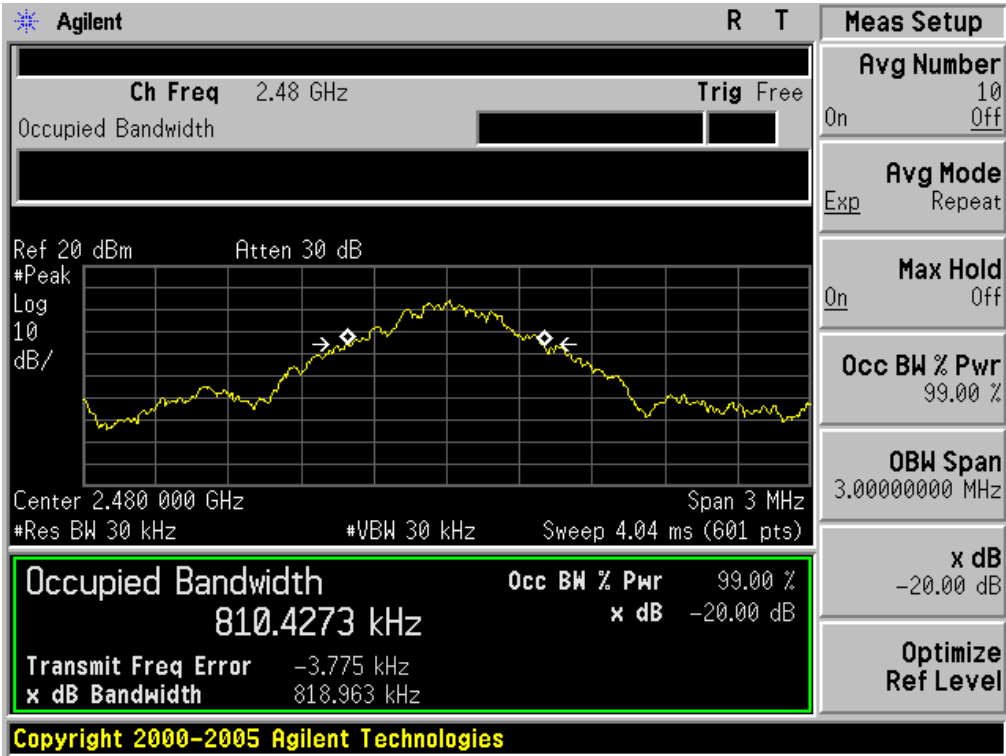 Agilent R T
Ch Freq 2.48 GHz Trig Free
Occupied Bandwidth
Ref 20 dBm Atten 30 dB
#Peak
Log
10
dB/
Center 2.480 000 GHz Span 3 MHz
#Res BW 30 kHz #VBW 30 kHz Sweep 4.04 ms (601 pts)
Occupied Bandwidth
810.4273 kHz
Occ BW % Pwr 99.00 %
x dB -20.00 dB
Transmit Freq Error -3.775 kHz
x dB Bandwidth 818.963 kHz
Copyright 2000-2005 Agilent Technologies
Meas Setup
Avg Number
10
On Off
Avg Mode
Exp Repeat
Max Hold
On Off
Occ BW % Pwr
99.00 %
OBW Span
3.00000000 MHz
x dB
-20.00 dB
Optimize
Ref Level